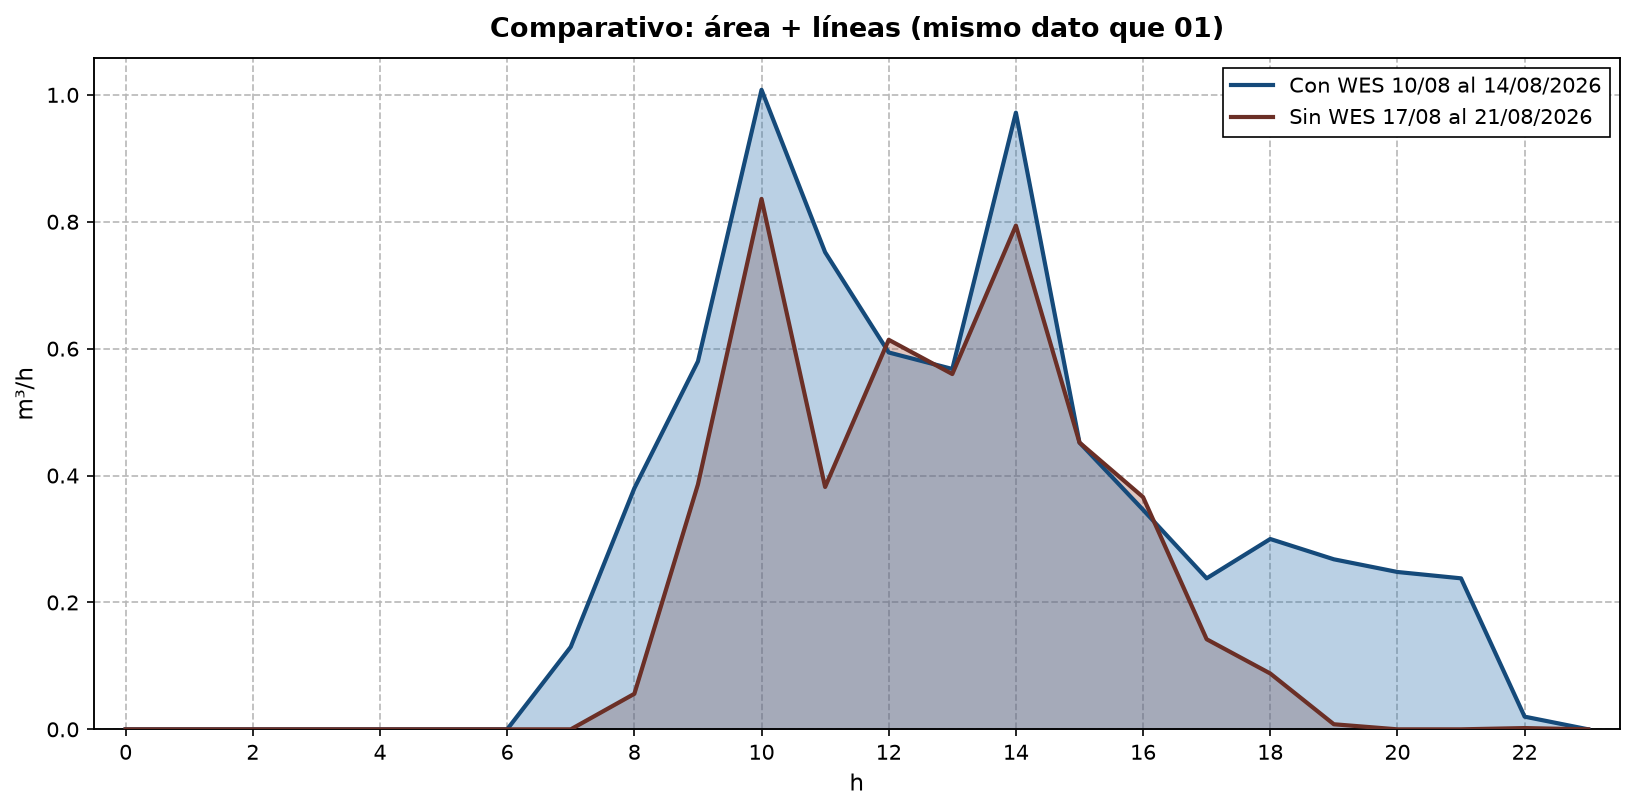 Comparativo: área + líneas (mismo dato que 01)
Con WES 10/08 al 14/08/2026
Sin WES 17/08 al 21/08/2026
m³/h
1.0
0.8
0.6
0.4
0.2
0.0
0 2 4 6 8 10 12 14 16 18 20 22
h